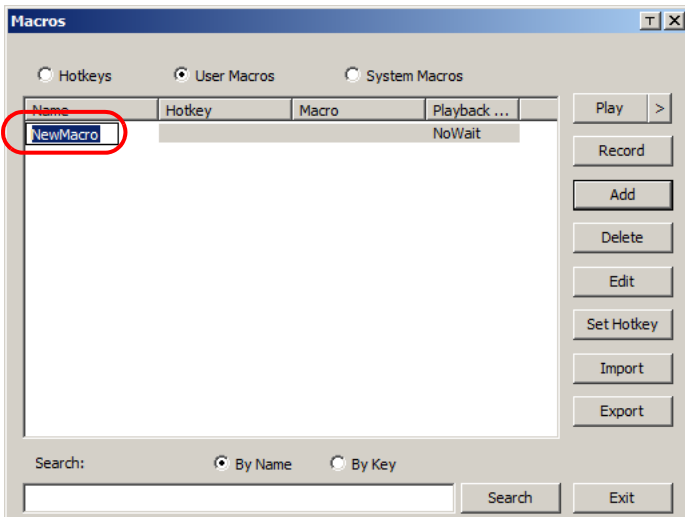 Macros
Hotkeys User Macros System Macros
Name Hotkey Macro Playback ...
NewMacro NoWait
Play >
Record
Add
Delete
Edit
Set Hotkey
Import
Export
Search: By Name By Key
Search Exit